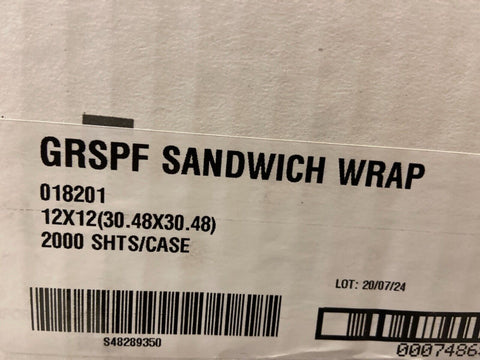 GRSPF SANDWICH WRAP
018201
12X12(30.48X30.48)
2000 SHTS/CASE
LOT: 20/07/24
S48289350